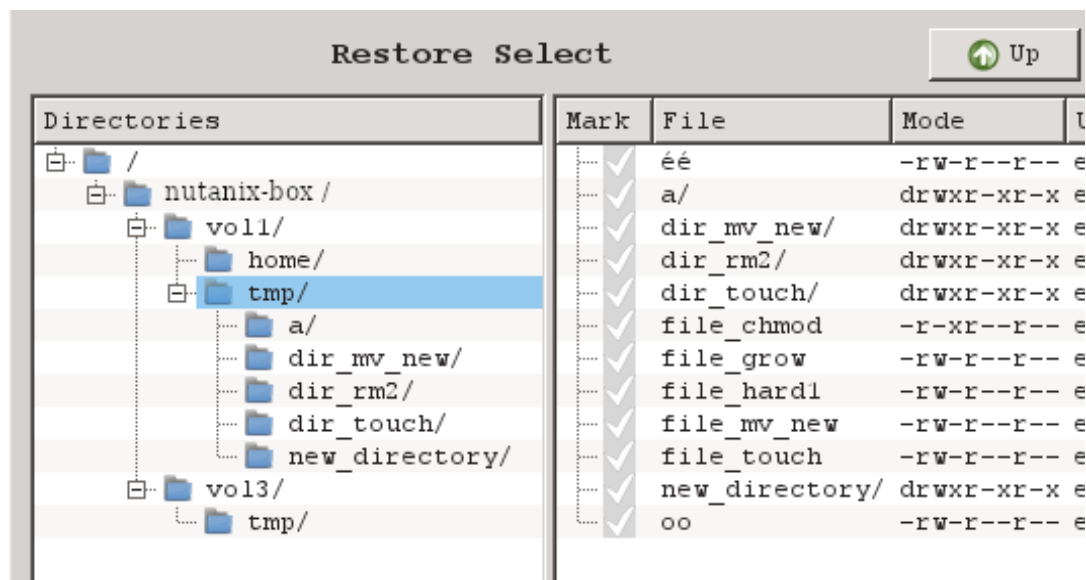 Restore Select
Up
Directories
/
nutanix-box /
vol1/
home/
tmp/
a/
dir_mv_new/
dir_rm2/
dir_touch/
new_directory/
vol3/
tmp/
Mark File Mode
éé -rw-r--r-- e
a/ drwxr-xr-x e
dir_mv_new/ drwxr-xr-x e
dir_rm2/ drwxr-xr-x e
dir_touch/ drwxr-xr-x e
file_chmod -r-xr--r-- e
file_grow -rw-r--r-- e
file_hard1 -rw-r--r-- e
file_mv_new -rw-r--r-- e
file_touch -rw-r--r-- e
new_directory/ drwxr-xr-x e
oo -rw-r--r-- e